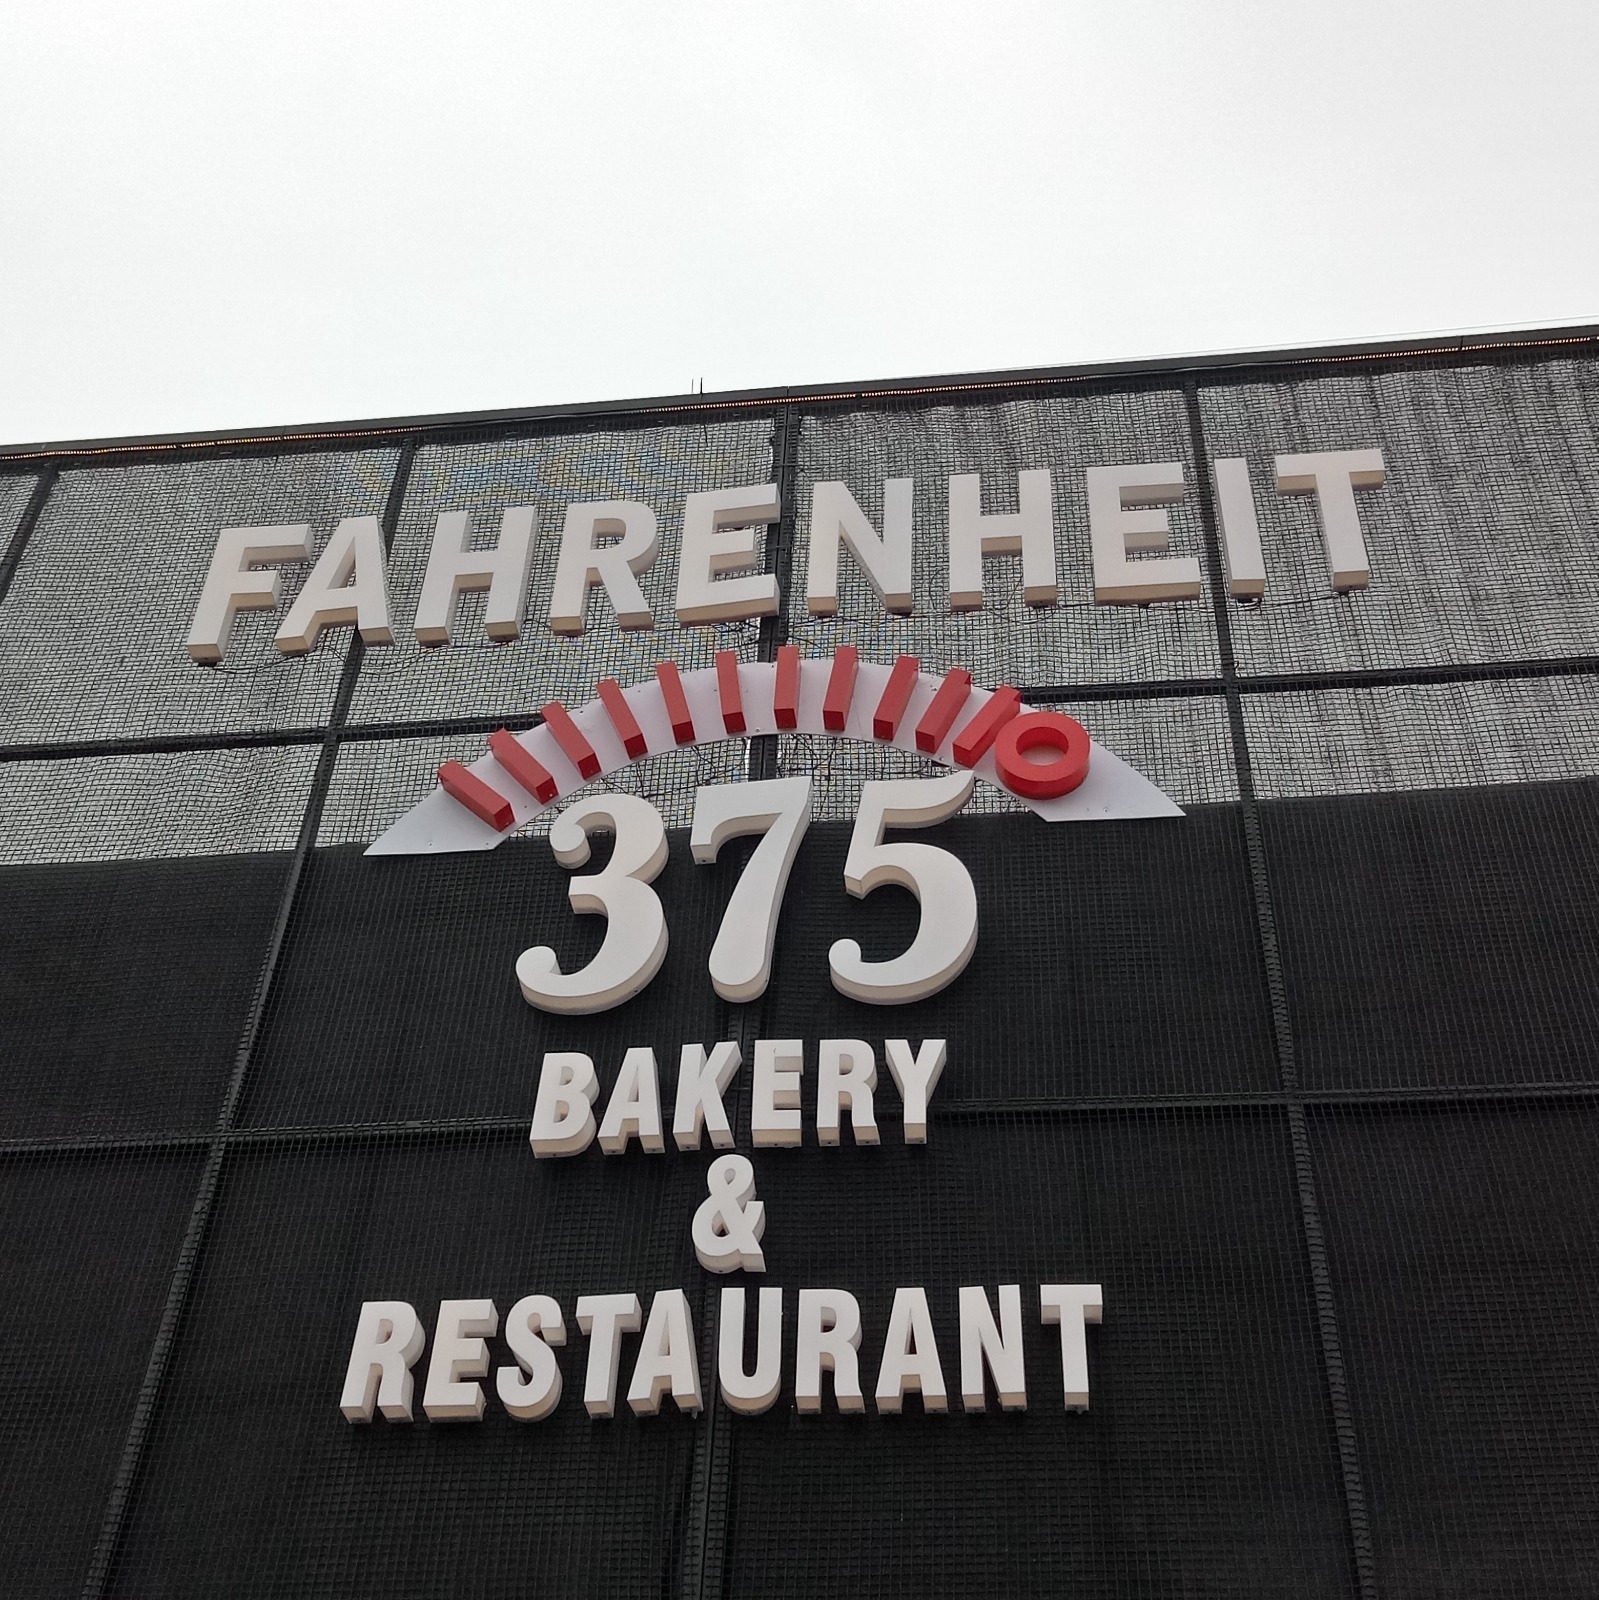 FAHRENHEIT
375
BAKERY
&
RESTAURANT